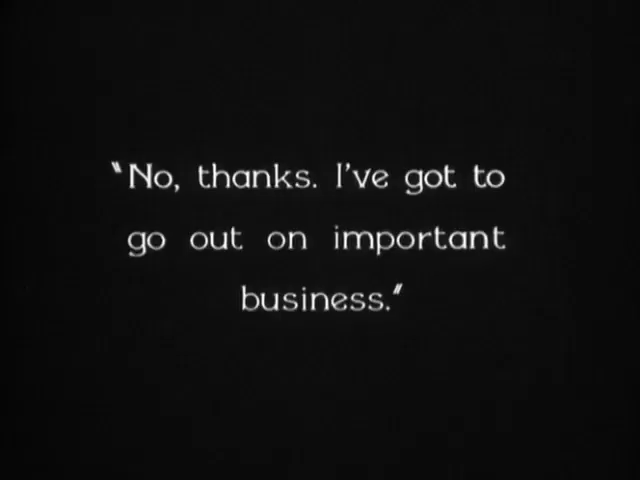 "No, thanks. I've got to
go out on important
business."